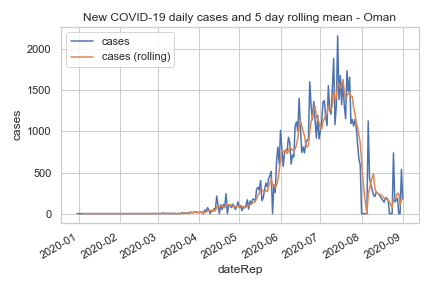 New COVID-19 daily cases and 5 day rolling mean - Oman
cases
cases (rolling)
2000
1500
1000
500
0
cases
2020-01
2020-02
2020-03
2020-04
2020-05
2020-06
2020-07
2020-08
2020-09
dateRep